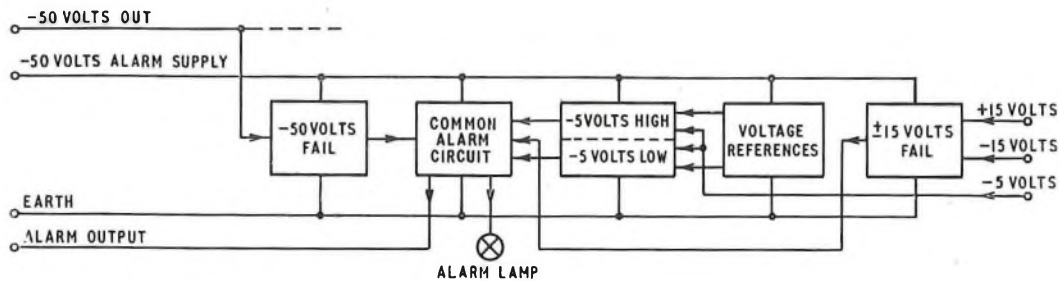 -50 VOLTS OUT
-50 VOLTS ALARM SUPPLY
-50 VOLTS
FAIL
COMMON
ALARM
CIRCUIT
-5 VOLTS HIGH
-5 VOLTS LOW
VOLTAGE
REFERENCES
±15 VOLTS
FAIL
+15 VOLTS
-15 VOLTS
-5 VOLTS
EARTH
ALARM OUTPUT
ALARM LAMP